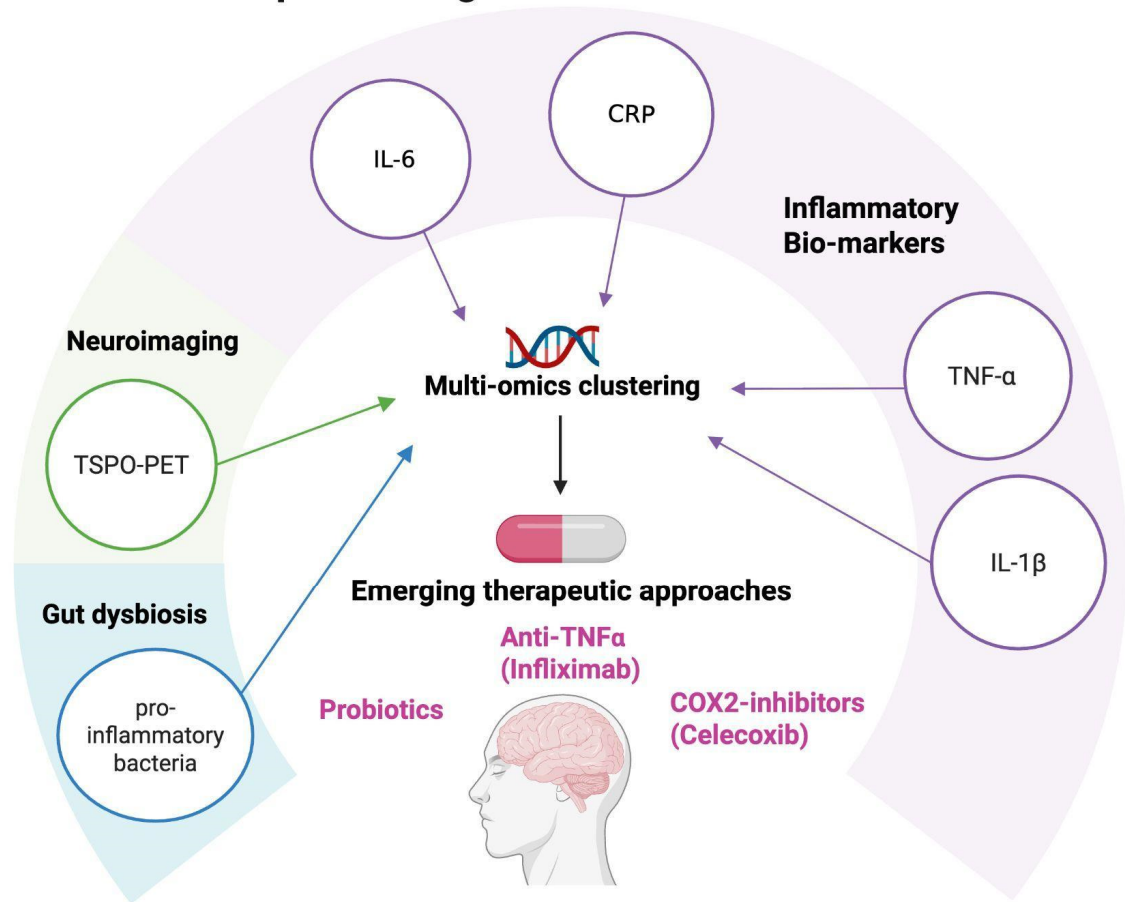 CRP
IL-6
Inflammatory
Bio-markers
Neuroimaging
TNF-α
Multi-omics clustering
TSPO-PET
IL-1β
Emerging therapeutic approaches
Gut dysbiosis
Anti-TNFα
(Infliximab)
pro-
inflammatory
bacteria
Probiotics
COX2-inhibitors
(Celecoxib)